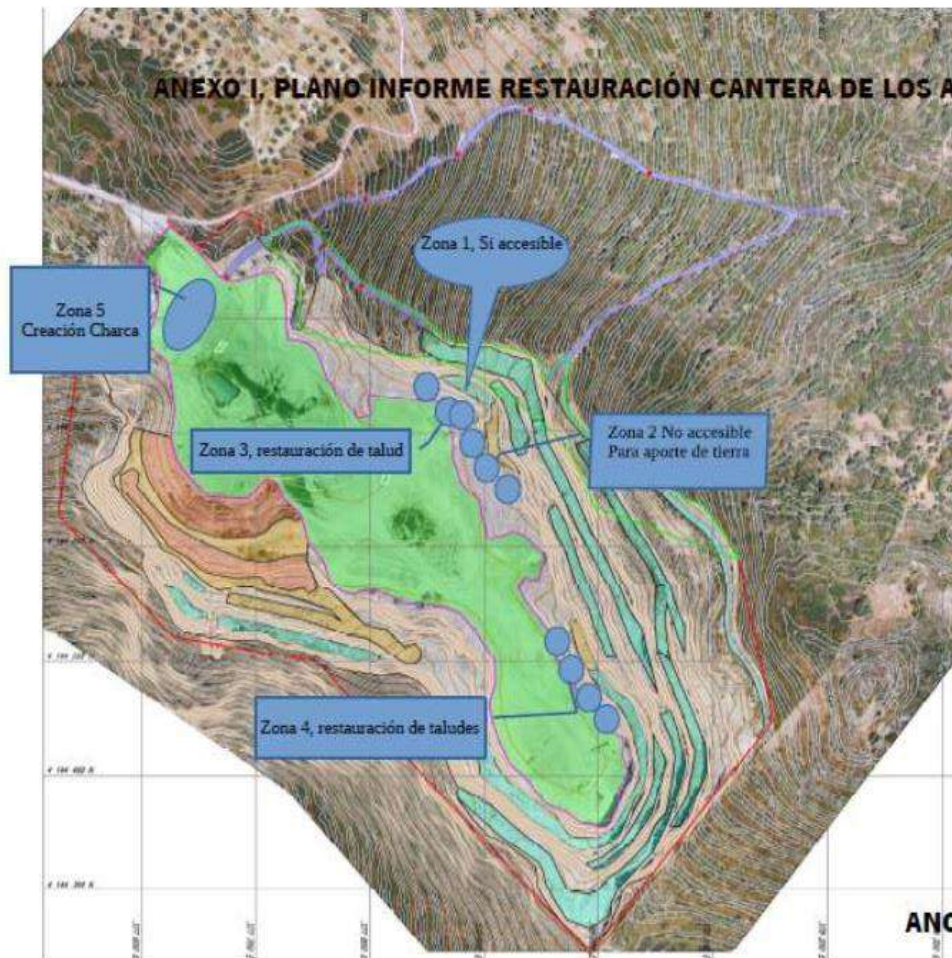 ANEXO I. PLANO INFORME RESTAURACIÓN CANTERA DE LOS A
Zona 1, Si accesible
Zona 5
Creación Charca
Zona 3, restauración de talud
Zona 2 No accesible
Para aporte de tierra
Zona 4, restauración de taludes
ANC